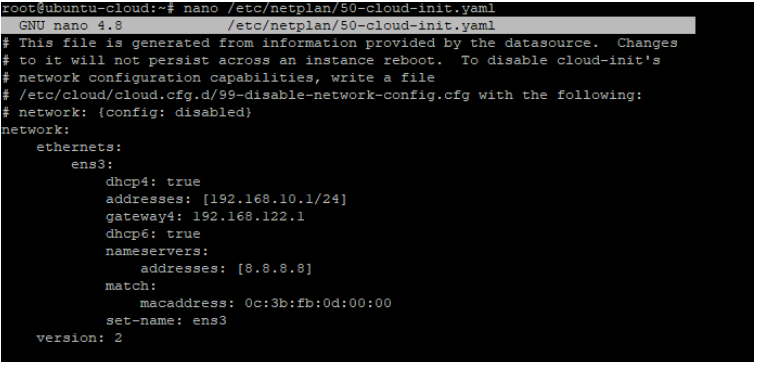 root@ubuntu-cloud:~# nano /etc/netplan/50-cloud-init.yaml
GNU nano 4.8 /etc/netplan/50-cloud-init.yaml
# This file is generated from information provided by the datasource. Changes
# to it will not persist across an instance reboot. To disable cloud-init's
# network configuration capabilities, write a file
# /etc/cloud/cloud.cfg.d/99-disable-network-config.cfg with the following:
# network: {config: disabled}
network:
    ethernets:
        ens3:
            dhcp4: true
            addresses: [192.168.10.1/24]
            gateway4: 192.168.122.1
            dhcp6: true
            nameservers:
                addresses: [8.8.8.8]
            match:
                macaddress: 0c:3b:fb:0d:00:00
            set-name: ens3
    version: 2